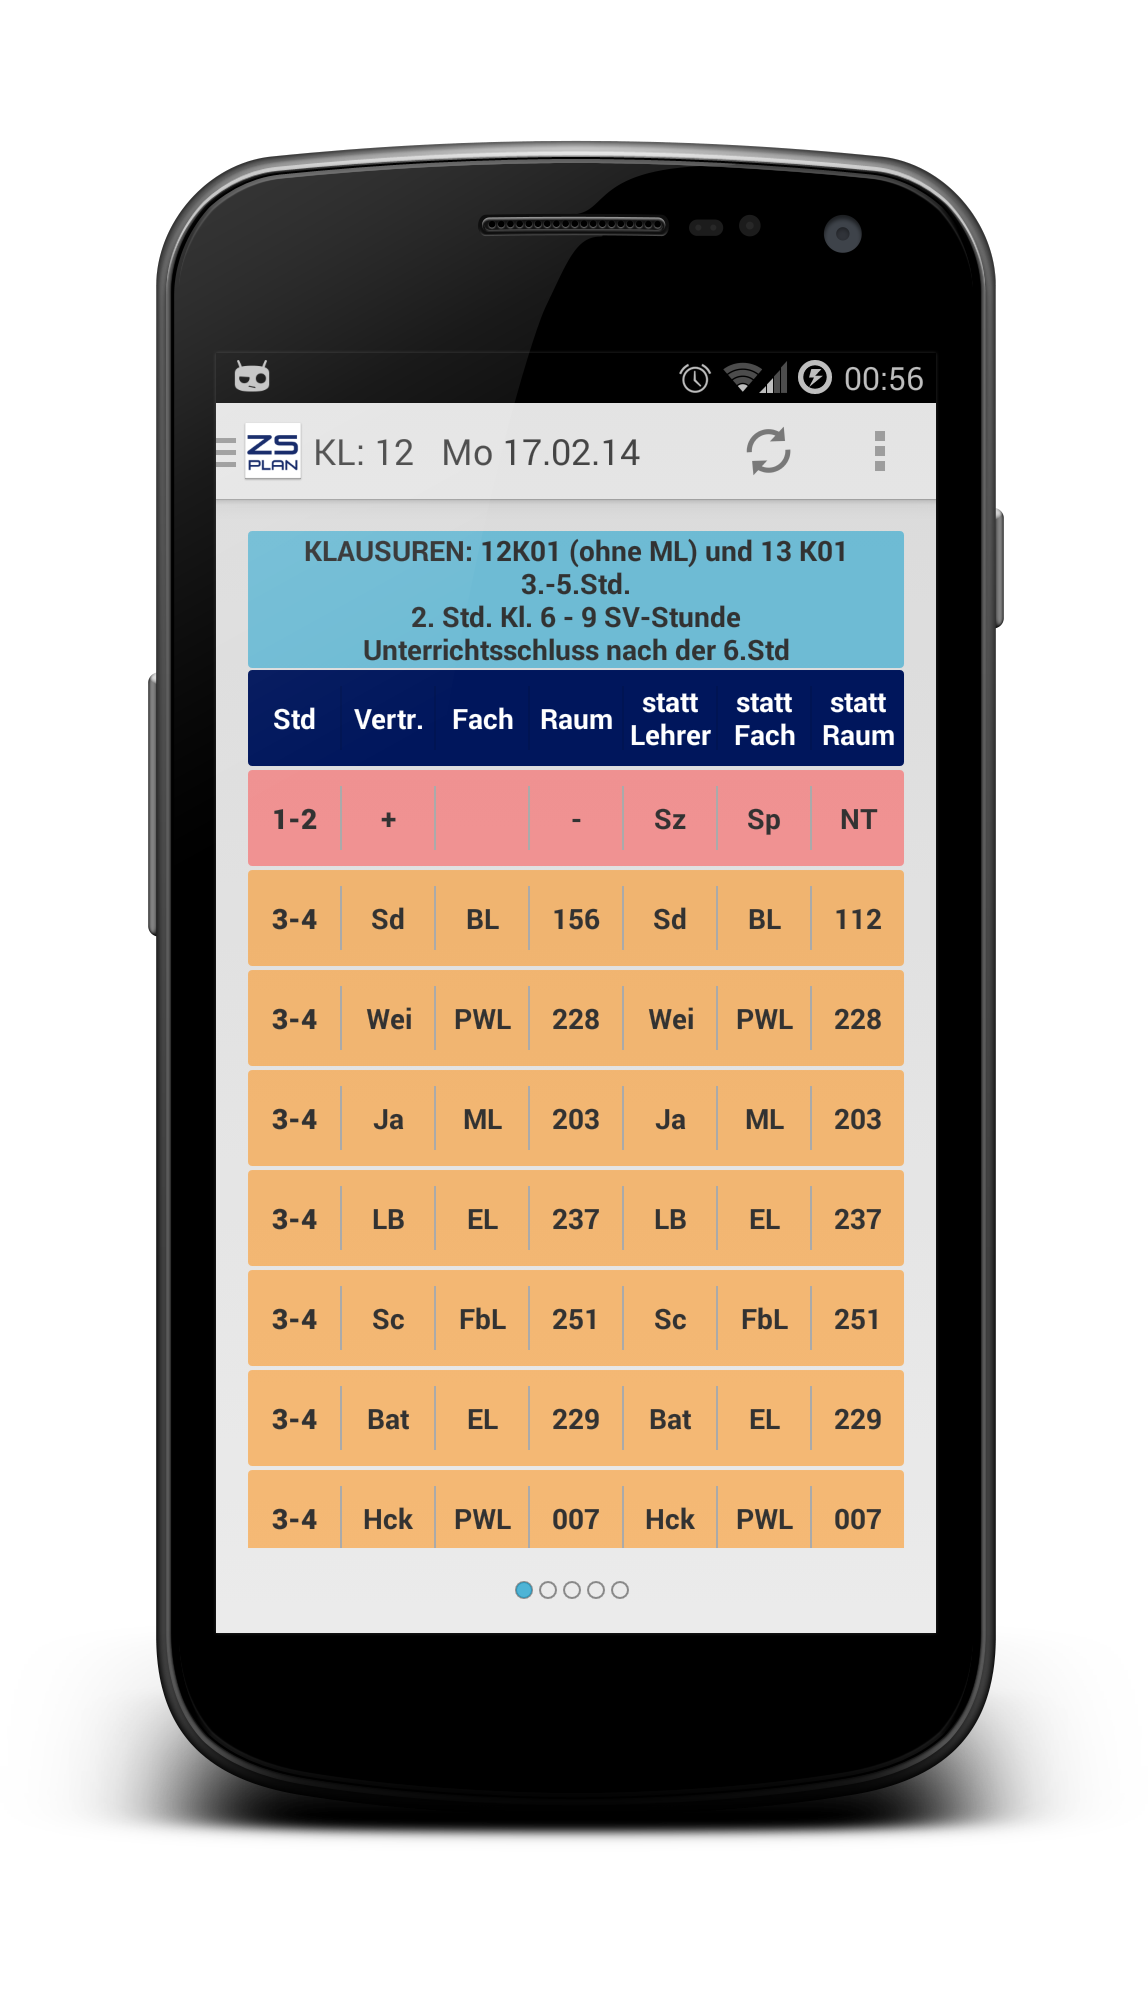 00:56
ZS
PLAN
KL: 12 Mo 17.02.14
KLAUSUREN: 12K01 (ohne ML) und 13 K01
3.-5.Std.
2. Std. Kl. 6 - 9 SV-Stunde
Unterrichtsschluss nach der 6.Std
Std Vertr. Fach Raum statt Lehrer statt Fach statt Raum
1-2 + - Sz Sp NT
3-4 Sd BL 156 Sd BL 112
3-4 Wei PWL 228 Wei PWL 228
3-4 Ja ML 203 Ja ML 203
3-4 LB EL 237 LB EL 237
3-4 Sc FbL 251 Sc FbL 251
3-4 Bat EL 229 Bat EL 229
3-4 Hck PWL 007 Hck PWL 007